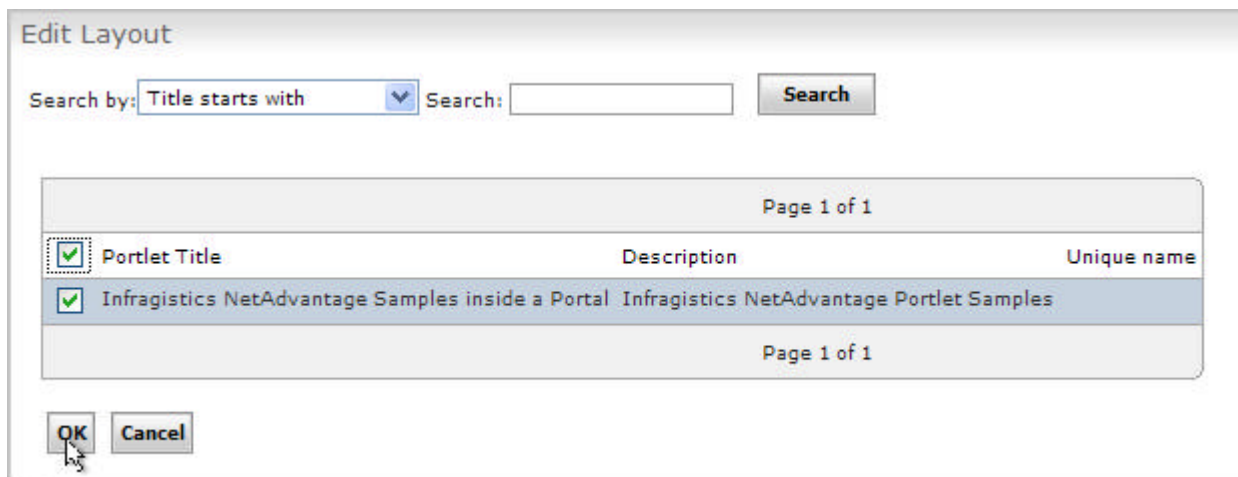 Edit Layout
Search by: Title starts with Search: Search
Page 1 of 1
Portlet Title Description Unique name
Infragistics NetAdvantage Samples inside a Portal Infragistics NetAdvantage Portlet Samples
Page 1 of 1
OK Cancel